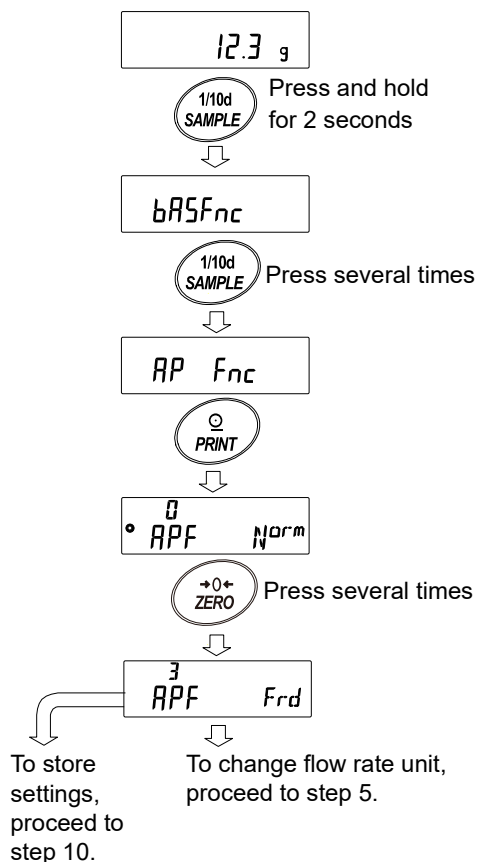 12.3 g
1/10d
SAMPLE
Press and hold
for 2 seconds
bASFnc
1/10d
SAMPLE
Press several times
AP Fnc
PRINT
0
APF Norm
→0←
ZERO
Press several times
3
APF Frd
To store
settings,
proceed to
step 10.
To change flow rate unit,
proceed to step 5.